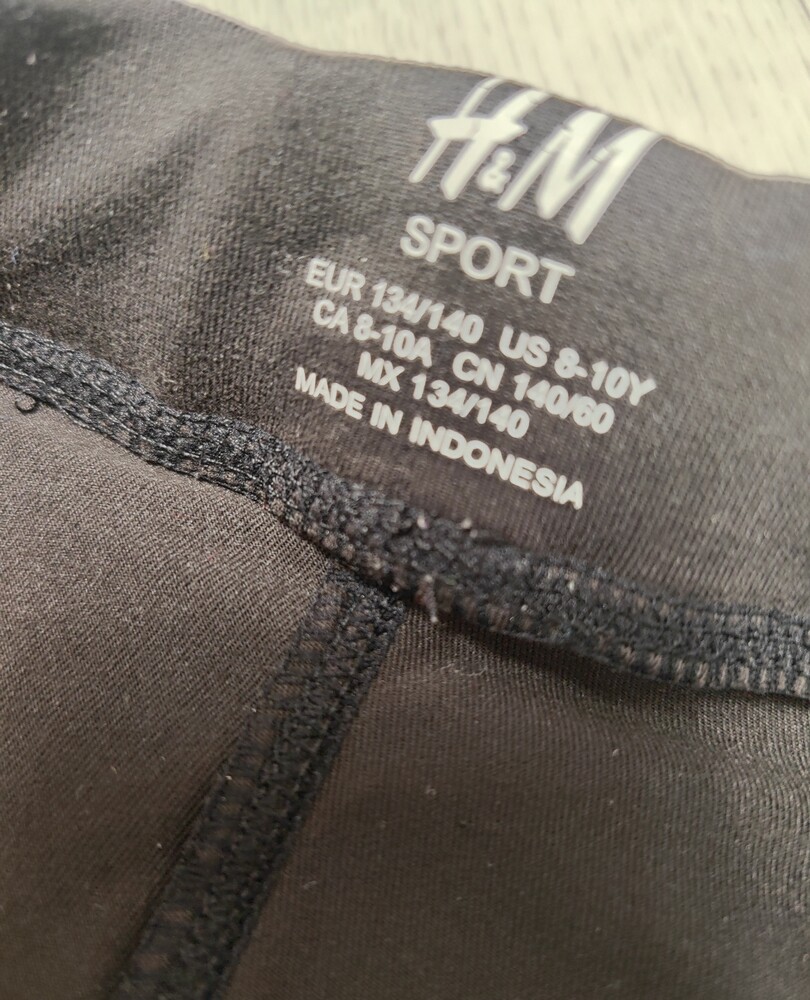 H&M
SPORT
EUR 134/140 US 8-10Y
CA 8-10A CN 140/60
MX 134/140
MADE IN INDONESIA